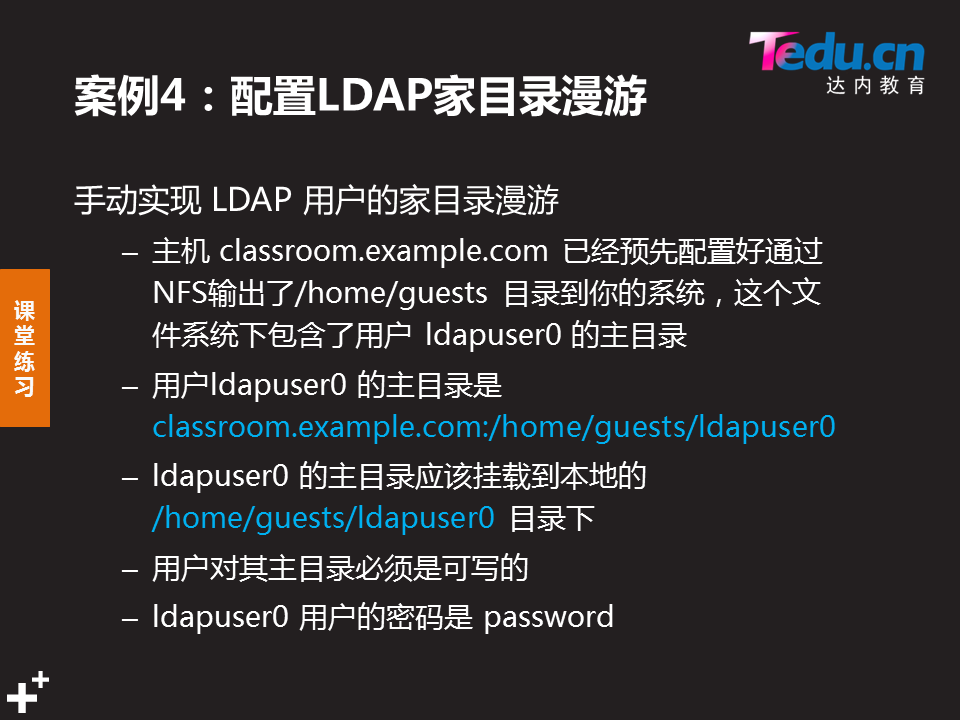 Tedu.cn
达内教育
案例4：配置LDAP家目录漫游
手动实现 LDAP 用户的家目录漫游
– 主机 classroom.example.com 已经预先配置好通过
NFS输出了/home/guests 目录到你的系统，这个文
件系统下包含了用户 ldapuser0 的主目录
– 用户ldapuser0 的主目录是
classroom.example.com:/home/guests/ldapuser0
– ldapuser0 的主目录应该挂载到本地的
/home/guests/ldapuser0 目录下
– 用户对其主目录必须是可写的
– ldapuser0 用户的密码是 password
课
堂
练
习